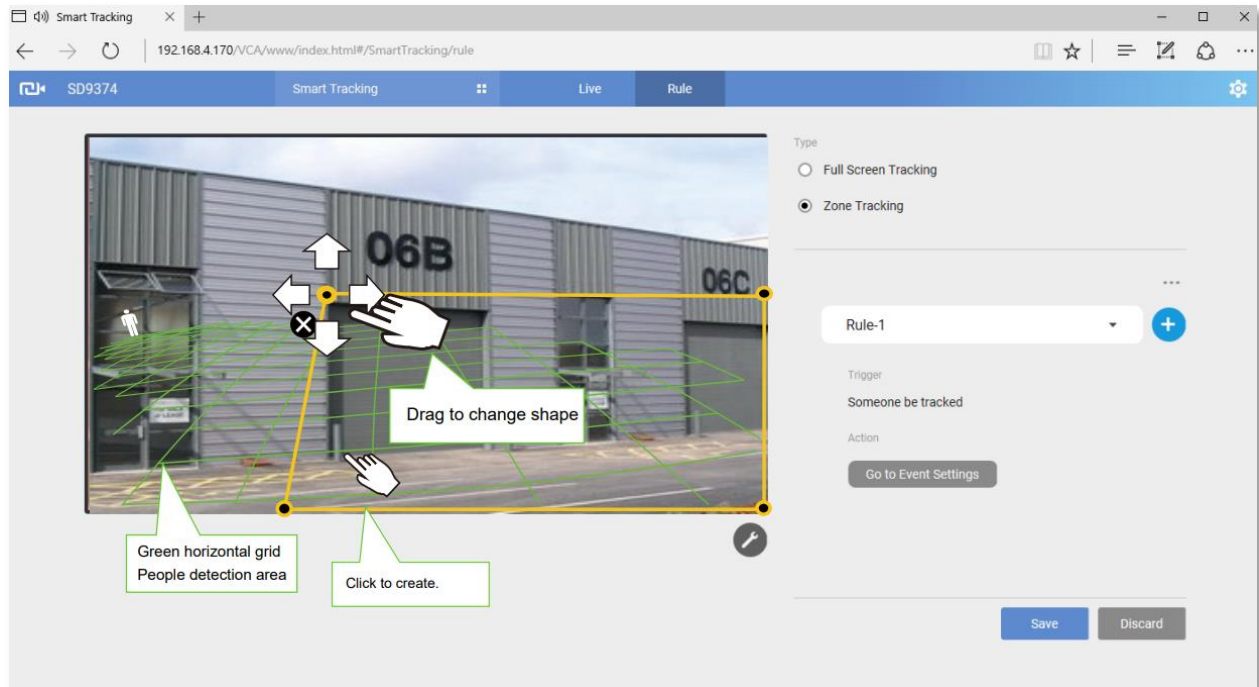 Smart Tracking
192.168.4.170/VCA/www/index.html#/SmartTracking/rule
SD9374
Smart Tracking
Live
Rule
06B
06C
Drag to change shape
Green horizontal grid
People detection area
Click to create.
Type
Full Screen Tracking
Zone Tracking
Rule-1
Trigger
Someone be tracked
Action
Go to Event Settings
Save
Discard